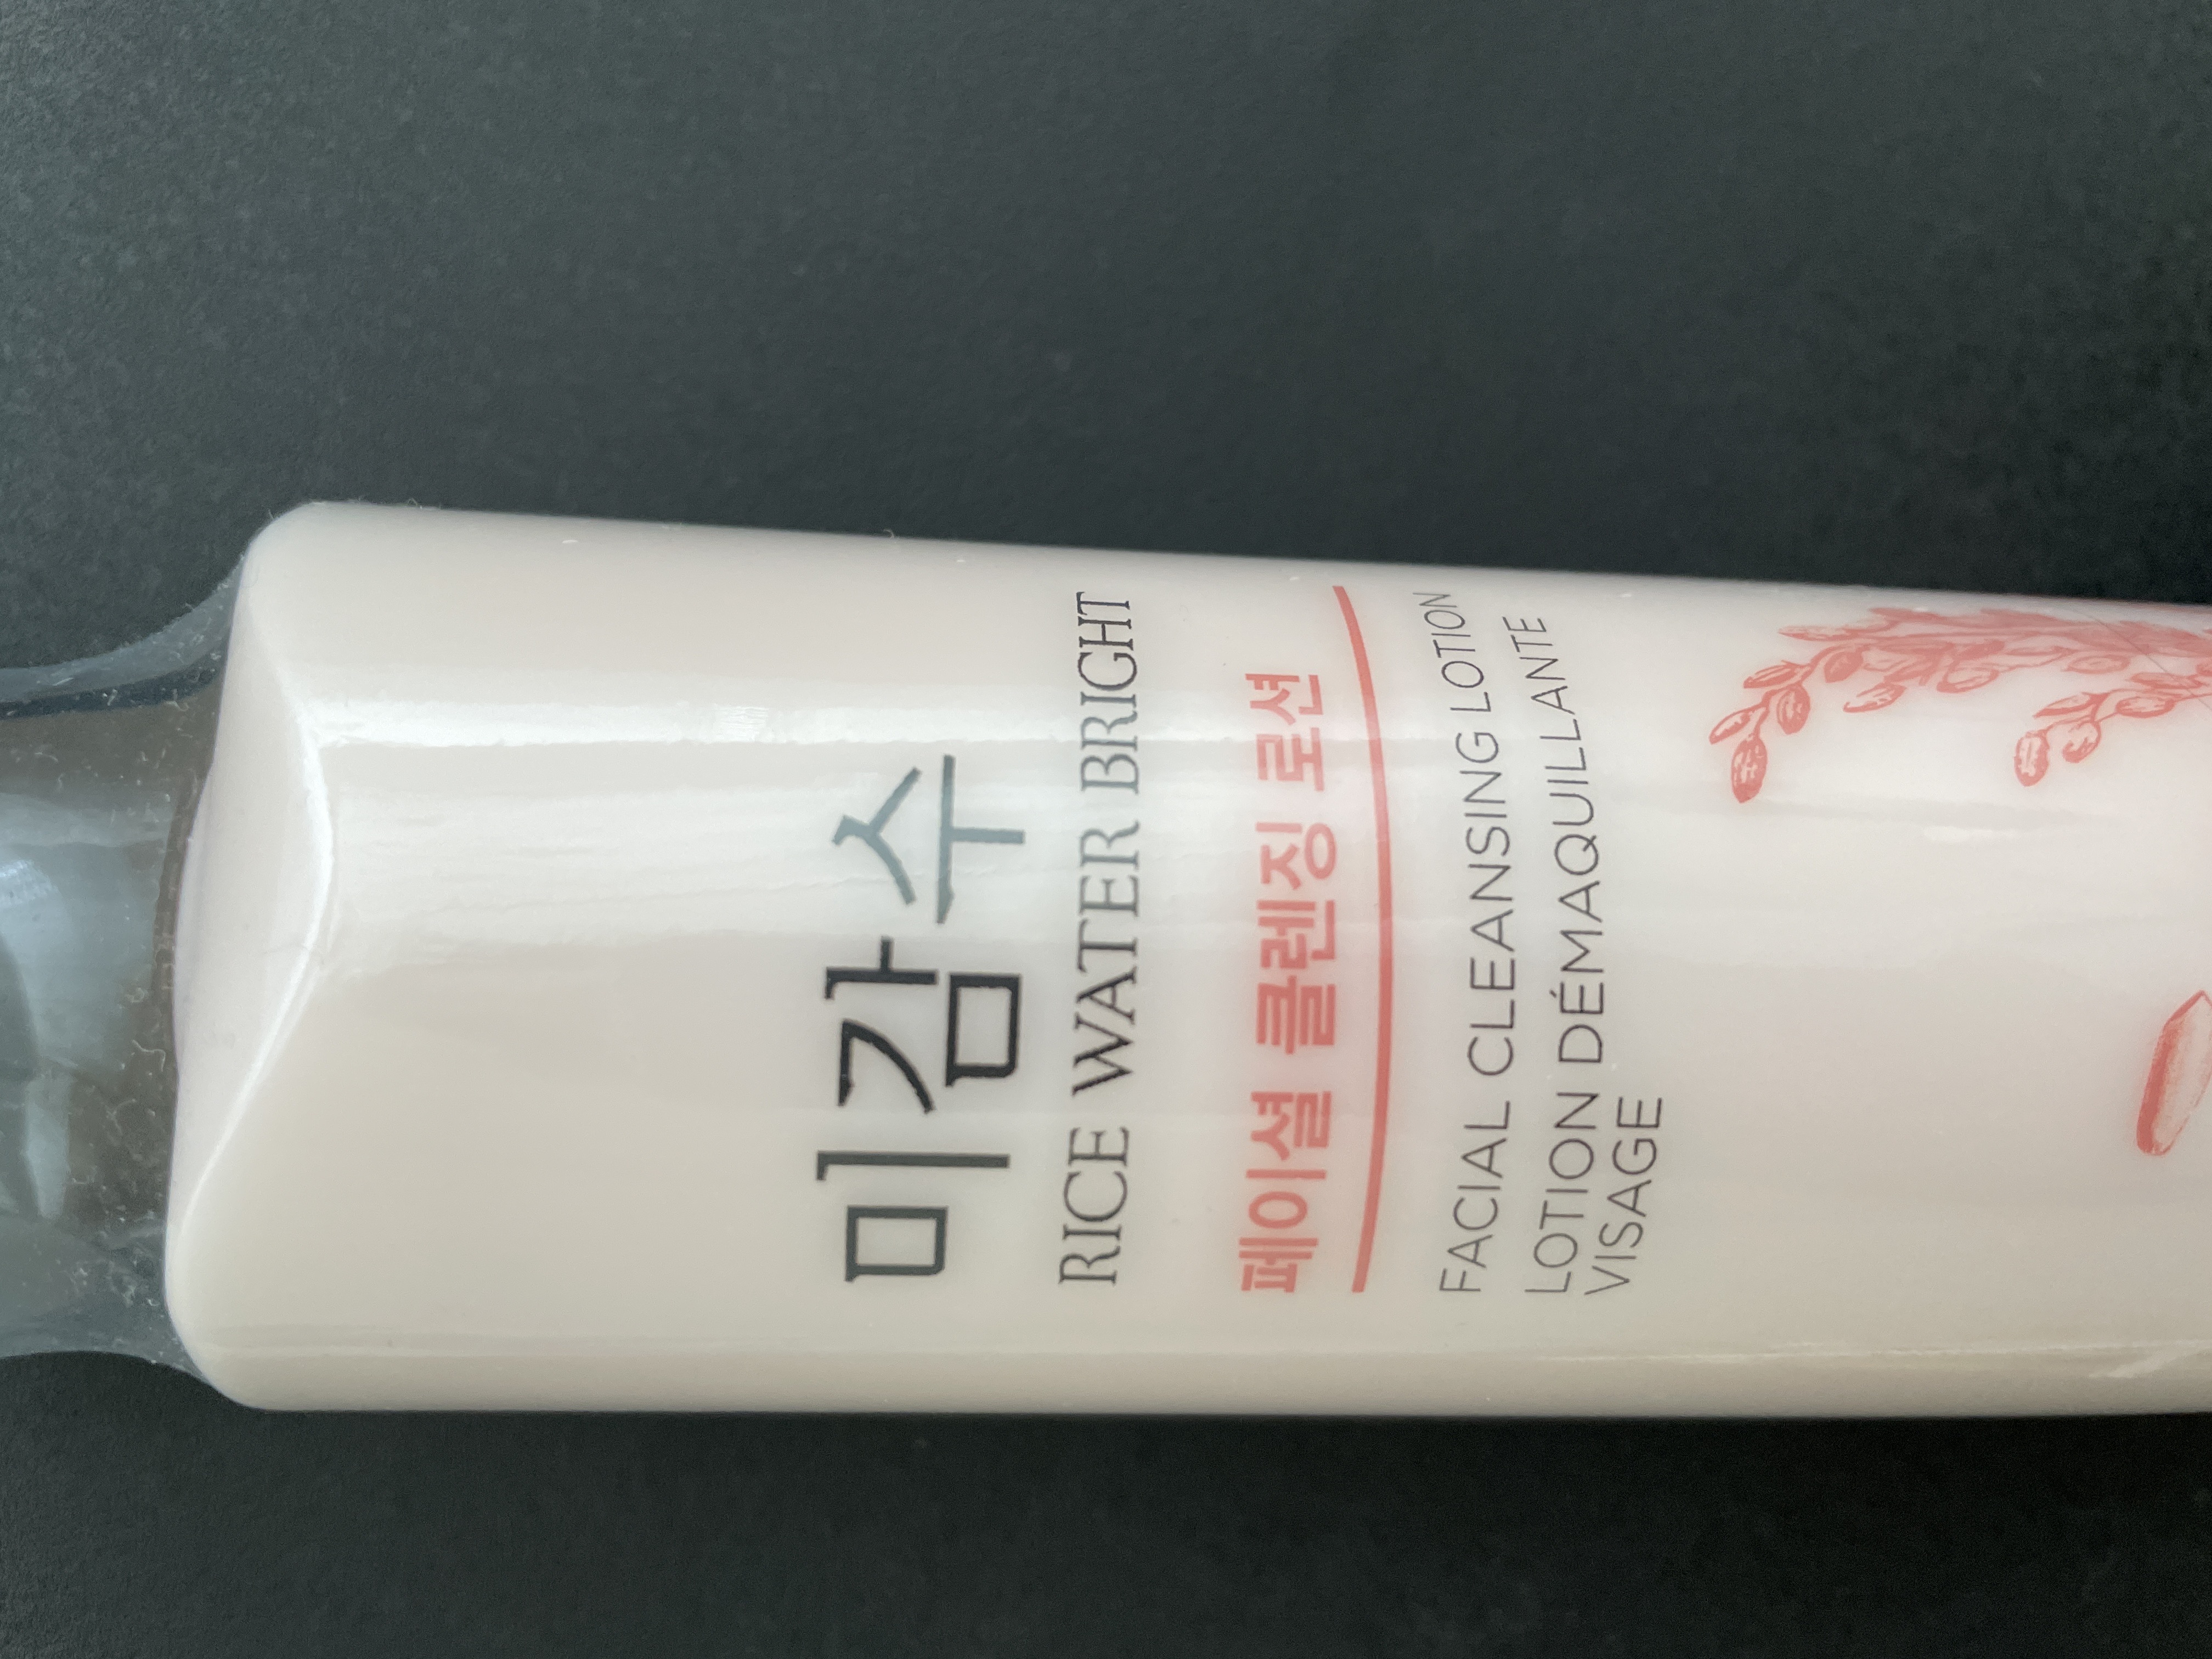 미감수
RICE WATER BRIGHT
페이셜 클렌징 로션
FACIAL CLEANSING LOTION
LOTION DÉMAQUILLANTE
VISAGE